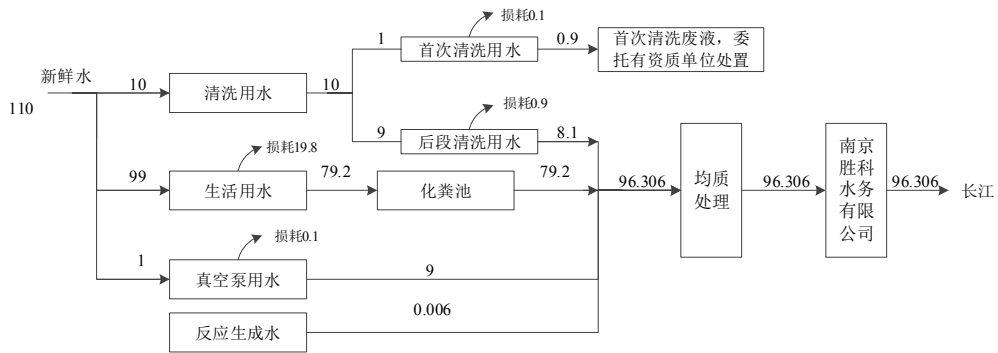 损耗0.1
1
首次清洗用水
0.9
首次清洗废液，委
托有资质单位处置
新鲜水
110
10
清洗用水
10
损耗0.9
9
后段清洗用水
8.1
损耗19.8
99
生活用水
79.2
化粪池
79.2
96.306
均质
处理
96.306
南京
胜科
水务
有限
公司
96.306
长江
损耗0.1
1
真空泵用水
9
0.006
反应生成水